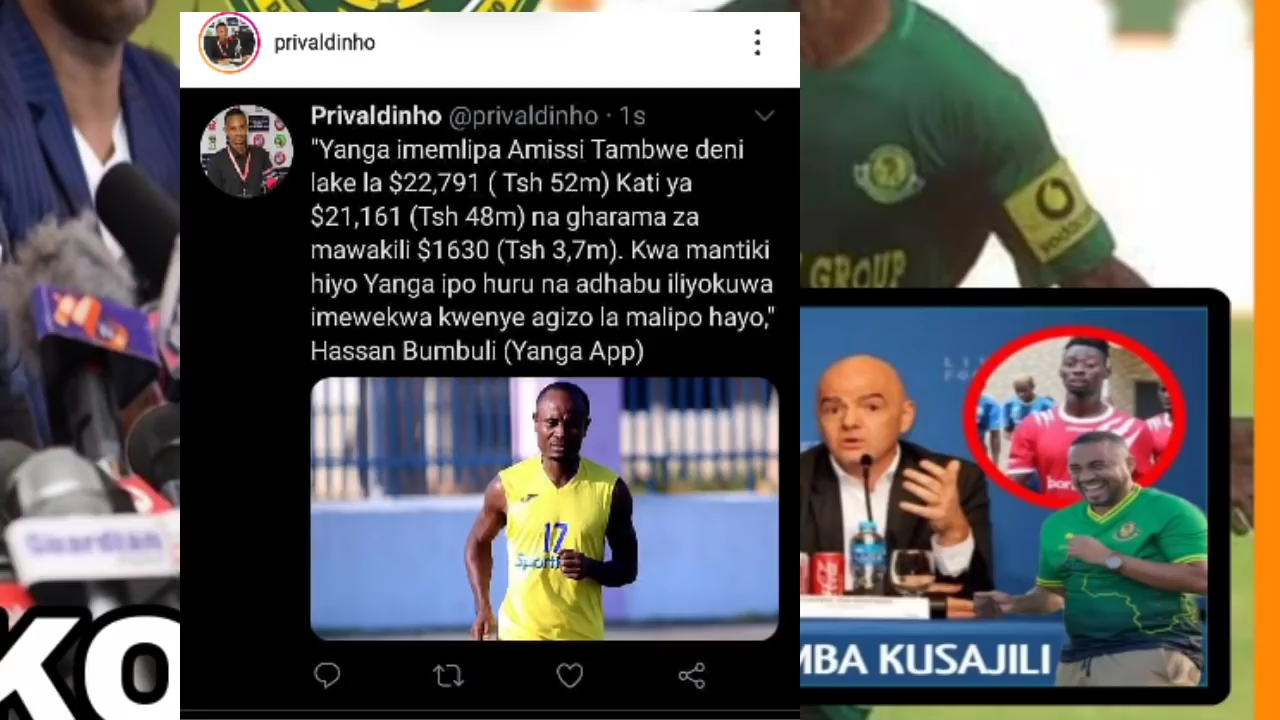 privaldinho
Privaldinho @privaldinho · 1s
"Yanga imemlipa Amissi Tambwe deni
lake la $22,791 ( Tsh 52m) Kati ya
$21,161 (Tsh 48m) na gharama za
mawakili $1630 (Tsh 3,7m). Kwa mantiki
hiyo Yanga ipo huru na adhabu iliyokuwa
imewekwa kwenye agizo la malipo hayo,"
Hassan Bumbuli (Yanga App)
17
GROUP
Guardian
KO
MBA KUSAJILI